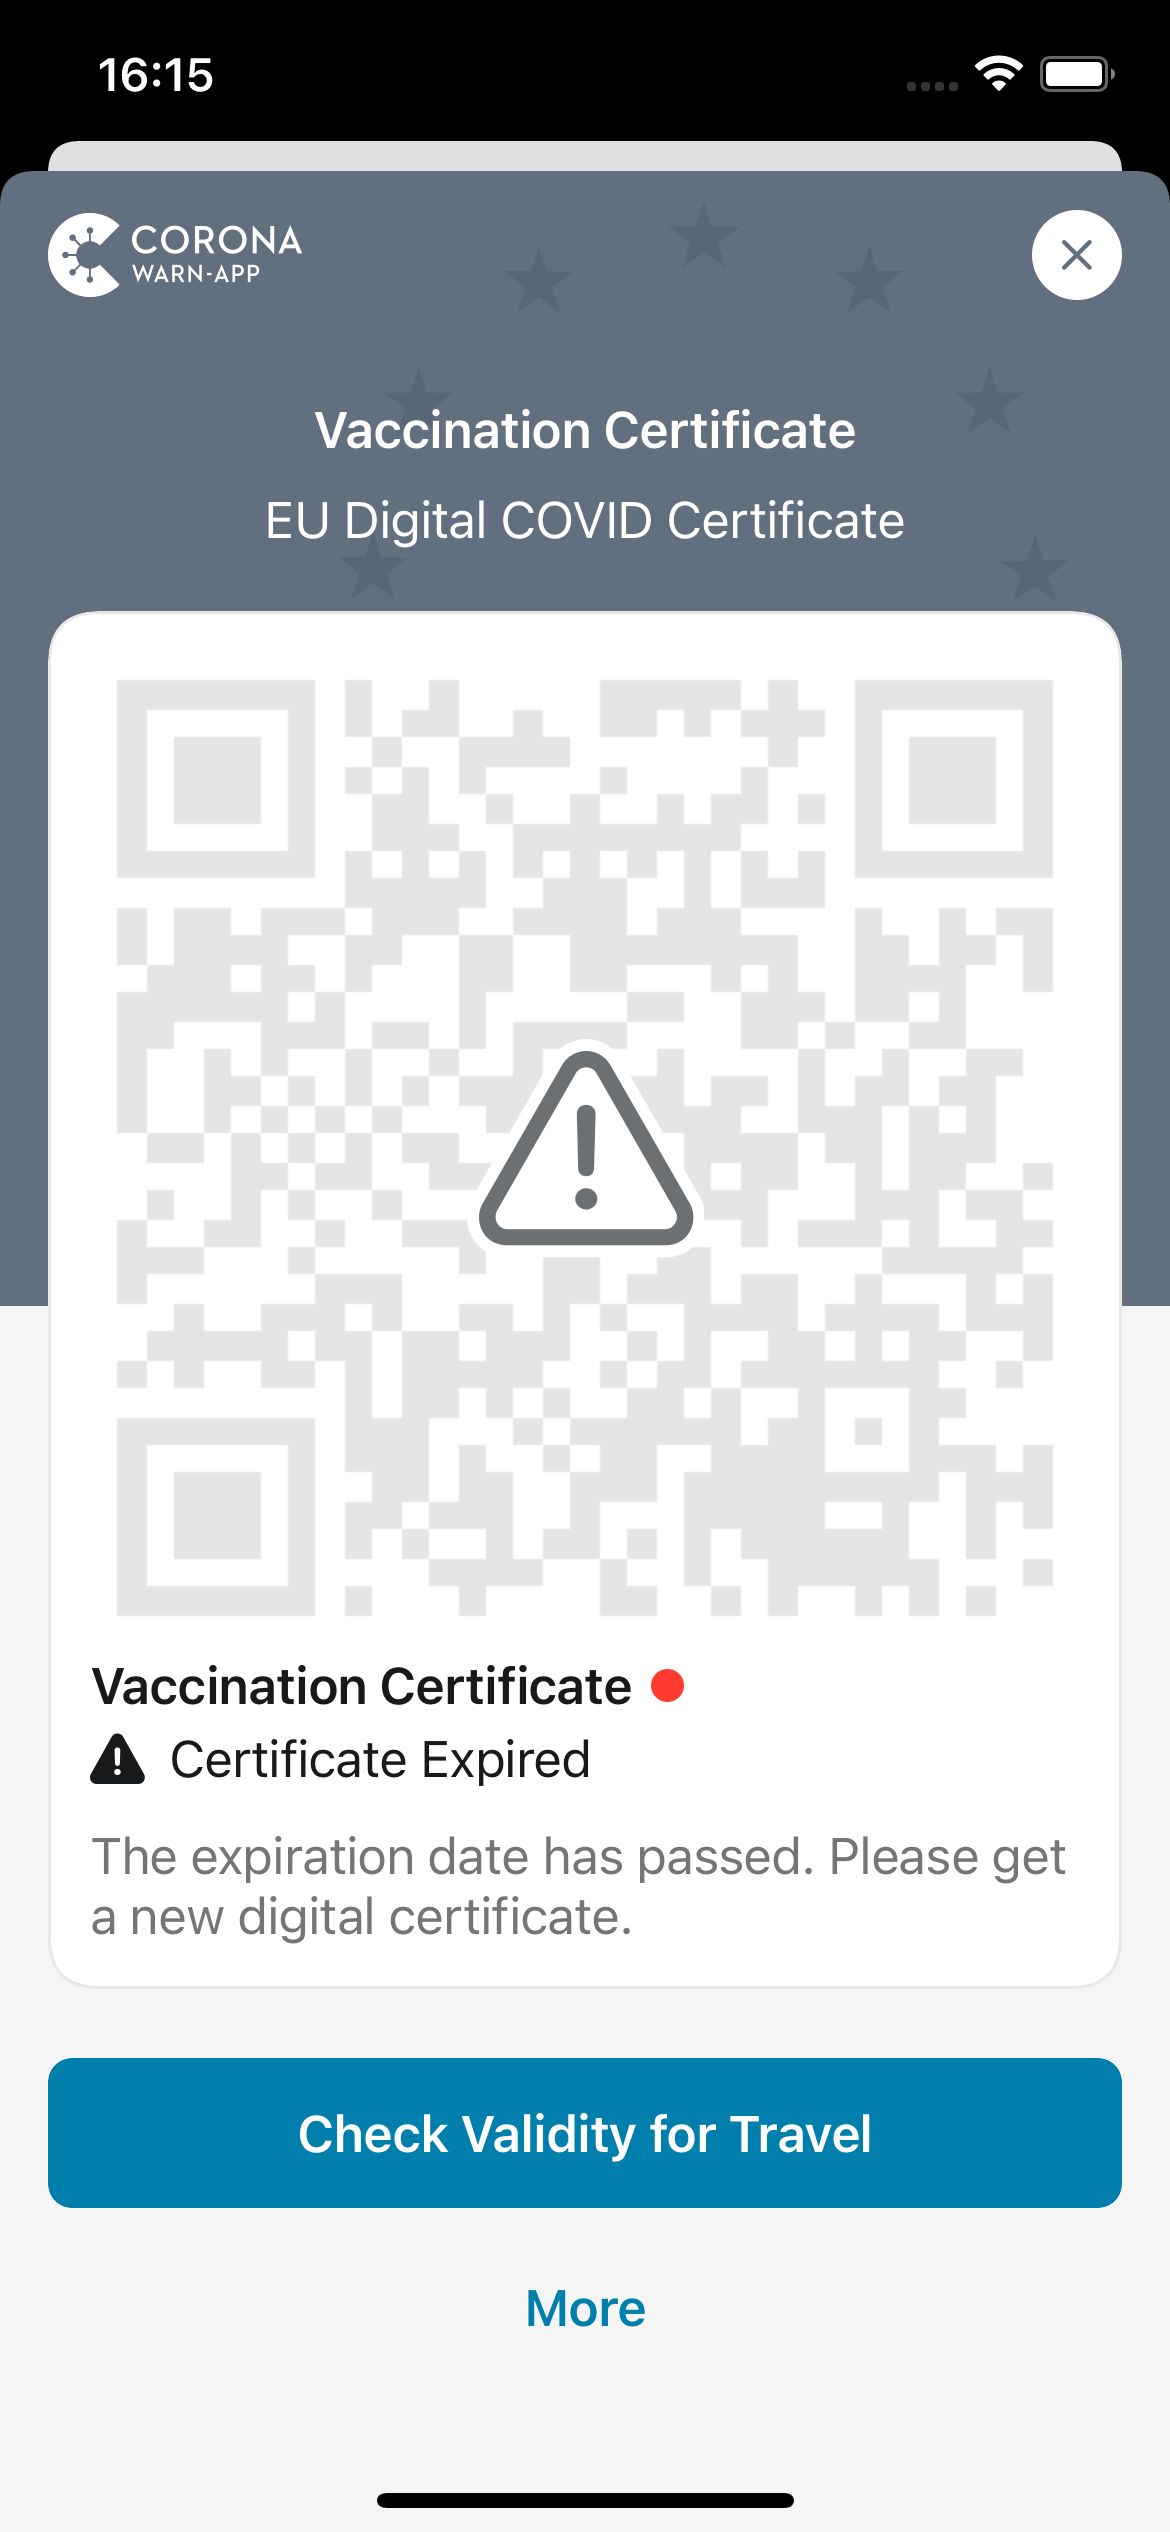 16:15
CORONA
WARN-APP
Vaccination Certificate
EU Digital COVID Certificate
Vaccination Certificate
Certificate Expired
The expiration date has passed. Please get
a new digital certificate.
Check Validity for Travel
More